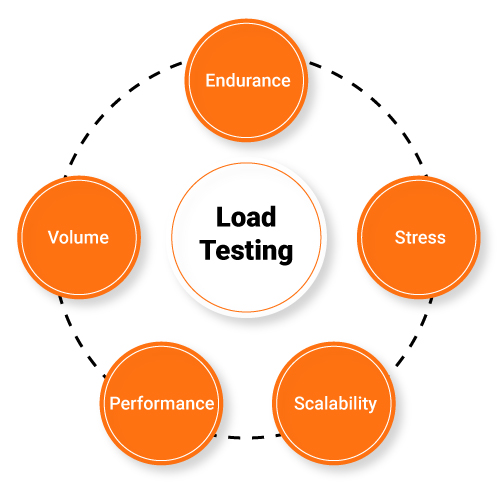 Endurance
Load
Testing
Volume
Stress
Performance
Scalability